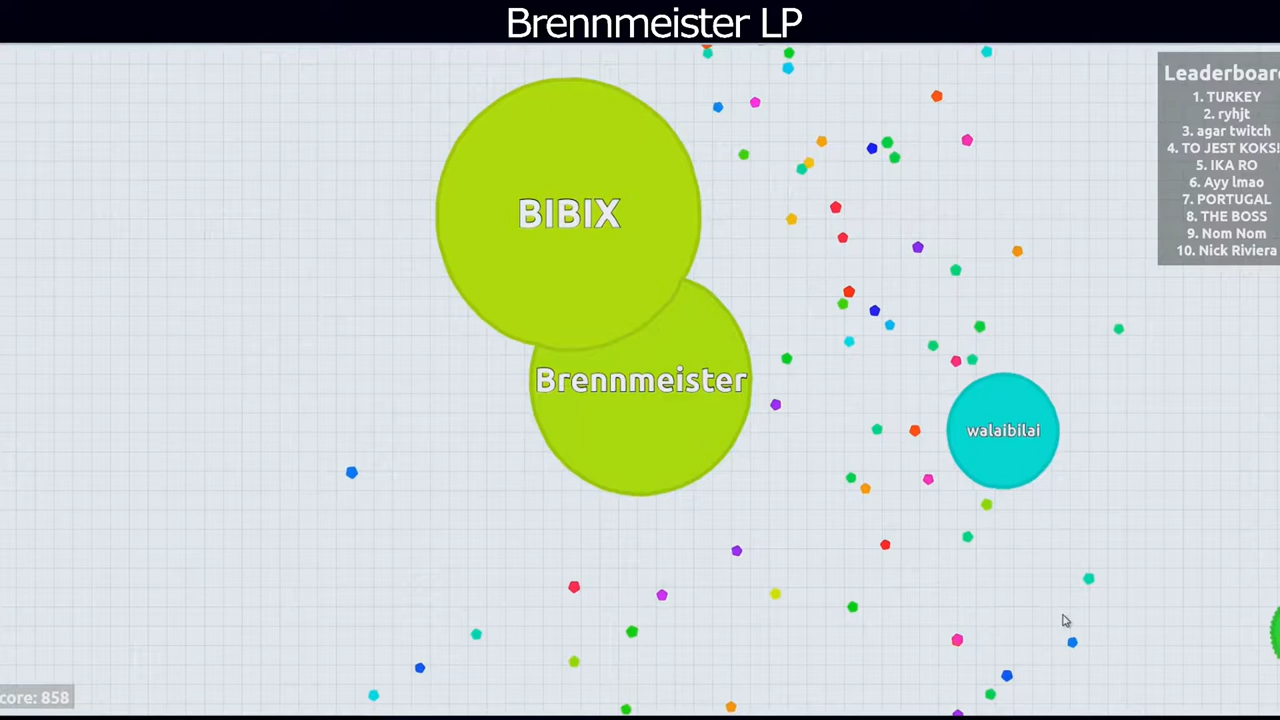 Brennmeister LP
Leaderboar
1. TURKEY
2. ryhjt
3. agar twitch
4. TO JEST KOKS!
5. IKA RO
6. Ayy lmao
7. PORTUGAL
8. THE BOSS
9. Nom Nom
10. Nick Riviera
BIBIX
Brennmeister
walaibilai
core: 858